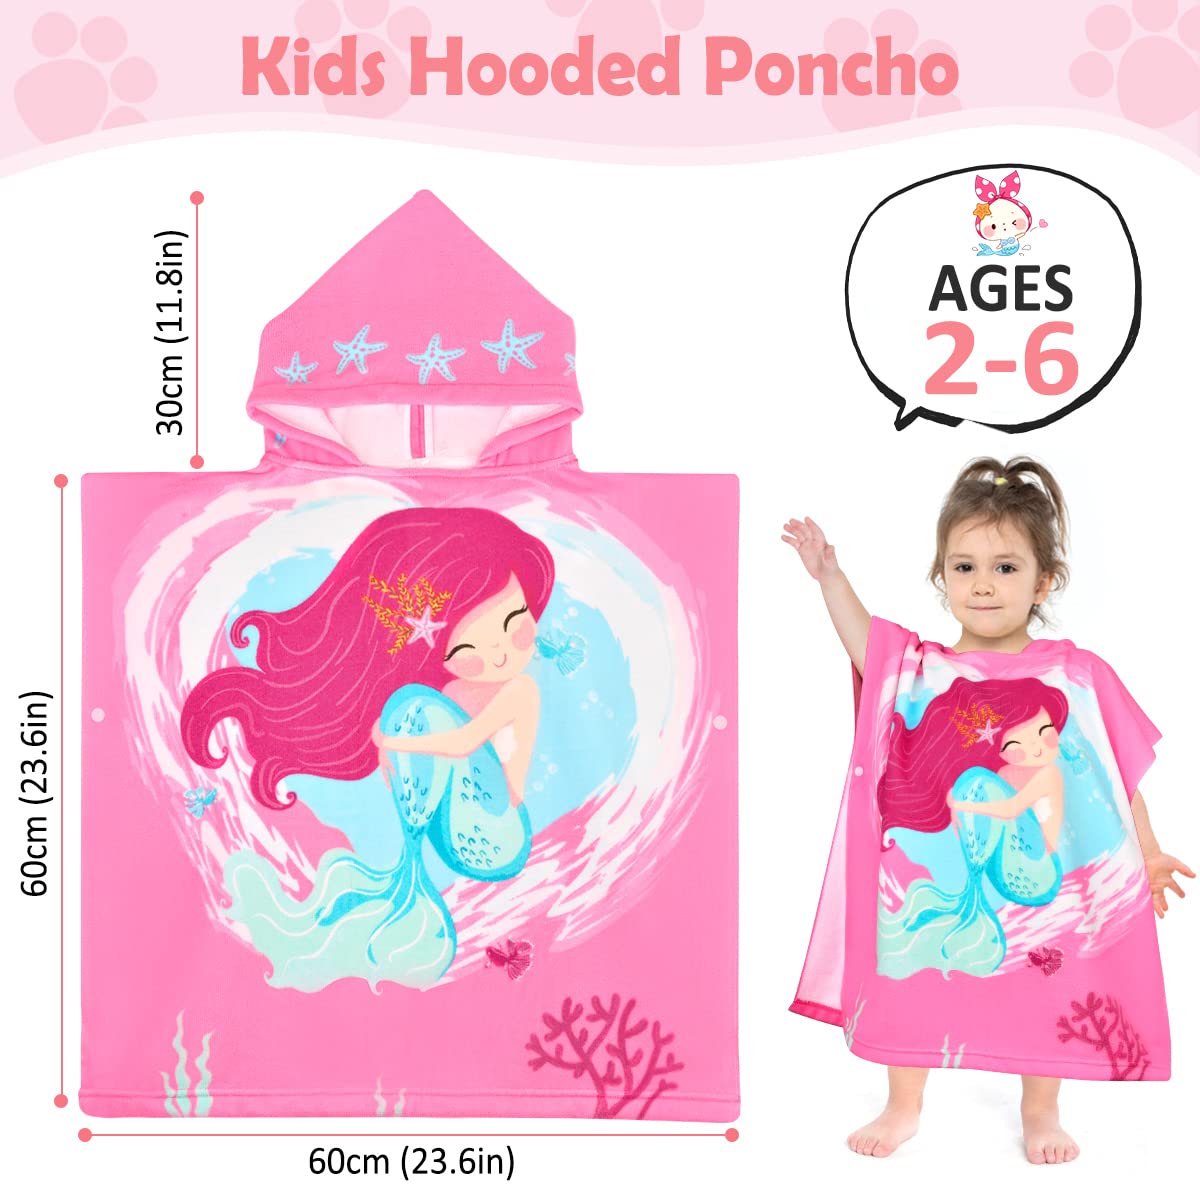 Kids Hooded Poncho
30cm (11.8in)
AGES
2-6
60cm (23.6in)
60cm (23.6in)